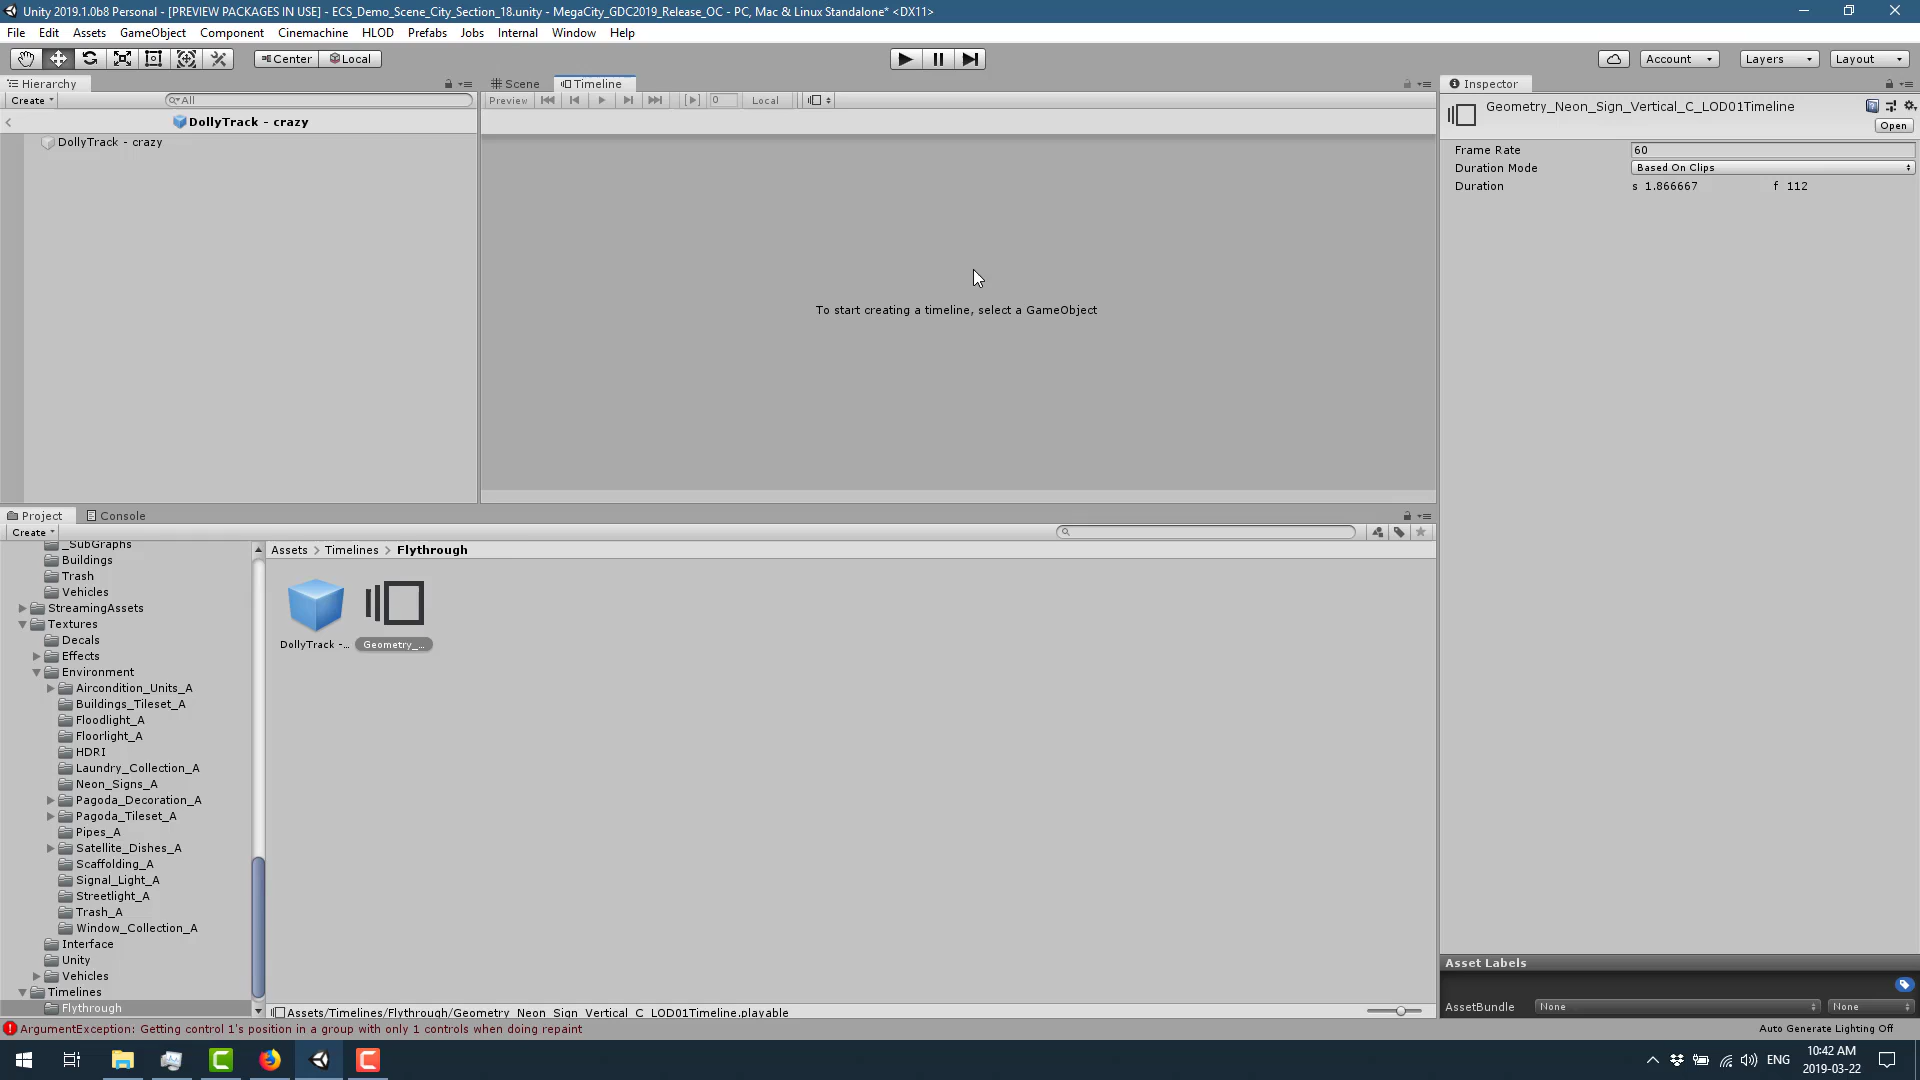 Unity 2019.1.0b8 Personal - [PREVIEW PACKAGES IN USE] - ECS_Demo_Scene_City_Section_18.unity - MegaCity_GDC2019_Release_OC - PC, Mac & Linux Standalone* <DX11>
File Edit Assets GameObject Component Cinemachine HLOD Prefabs Jobs Internal Window Help
Center Local Account Layers Layout
Hierarchy Scene Timeline Inspector
Create All Preview 0 Local
Geometry_Neon_Sign_Vertical_C_LOD01Timeline
Open
DollyTrack - crazy
DollyTrack - crazy
Frame Rate 60
Duration Mode Based On Clips
Duration s 1.866667 f 112
To start creating a timeline, select a GameObject
Project Console
Create
_SubGraphs
Buildings
Trash
Vehicles
StreamingAssets
Textures
Decals
Effects
Environment
Aircondition_Units_A
Buildings_Tileset_A
Floodlight_A
Floorlight_A
HDRI
Laundry_Collection_A
Neon_Signs_A
Pagoda_Decoration_A
Pagoda_Tileset_A
Pipes_A
Satellite_Dishes_A
Scaffolding_A
Signal_Light_A
Streetlight_A
Trash_A
Window_Collection_A
Interface
Unity
Vehicles
Timelines
Flythrough
Assets > Timelines > Flythrough
DollyTrack -... Geometry_...
Assets/Timelines/Flythrough/Geometry_Neon_Sign_Vertical_C_LOD01Timeline.playable
Asset Labels
AssetBundle None None
ArgumentException: Getting control 1's position in a group with only 1 controls when doing repaint
Auto Generate Lighting Off
ENG
10:42 AM
2019-03-22